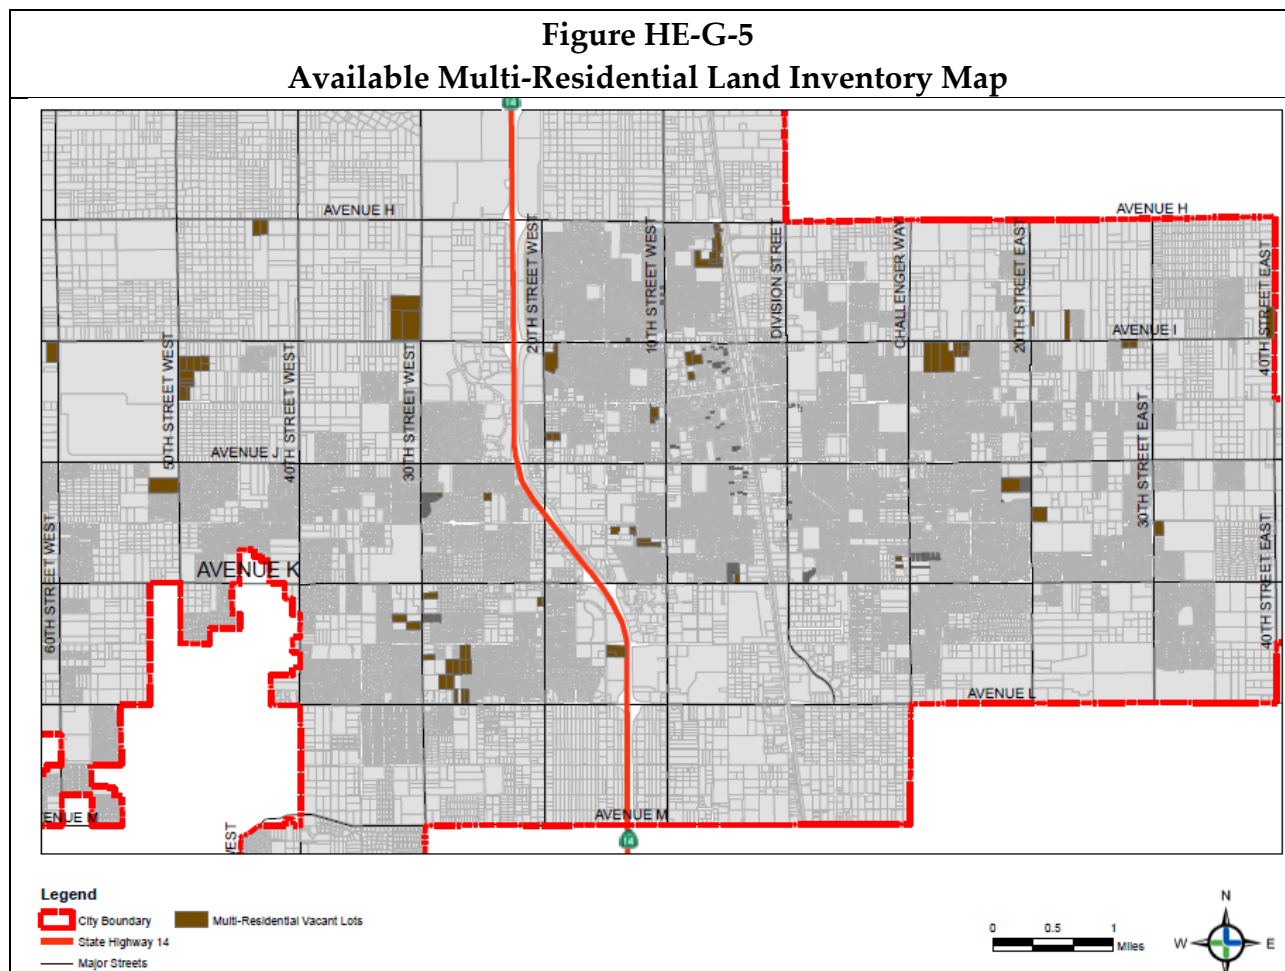 Figure HE-G-5
Available Multi-Residential Land Inventory Map
14
AVENUE H
AVENUE H
20TH STREET WEST
10TH STREET WEST
DIVISION STREET
CHALLENGER WAY
20TH STREET EAST
40TH STREET EAST
AVENUE I
50TH STREET WEST
40TH STREET WEST
30TH STREET WEST
30TH STREET EAST
AVENUE J
60TH STREET WEST
AVENUE K
40TH STREET EAST
AVENUE L
ENUE M
AVENUE M
WEST
14
Legend
City Boundary
Multi-Residential Vacant Lots
State Highway 14
Major Streets
0 0.5 1
Miles
N
W E